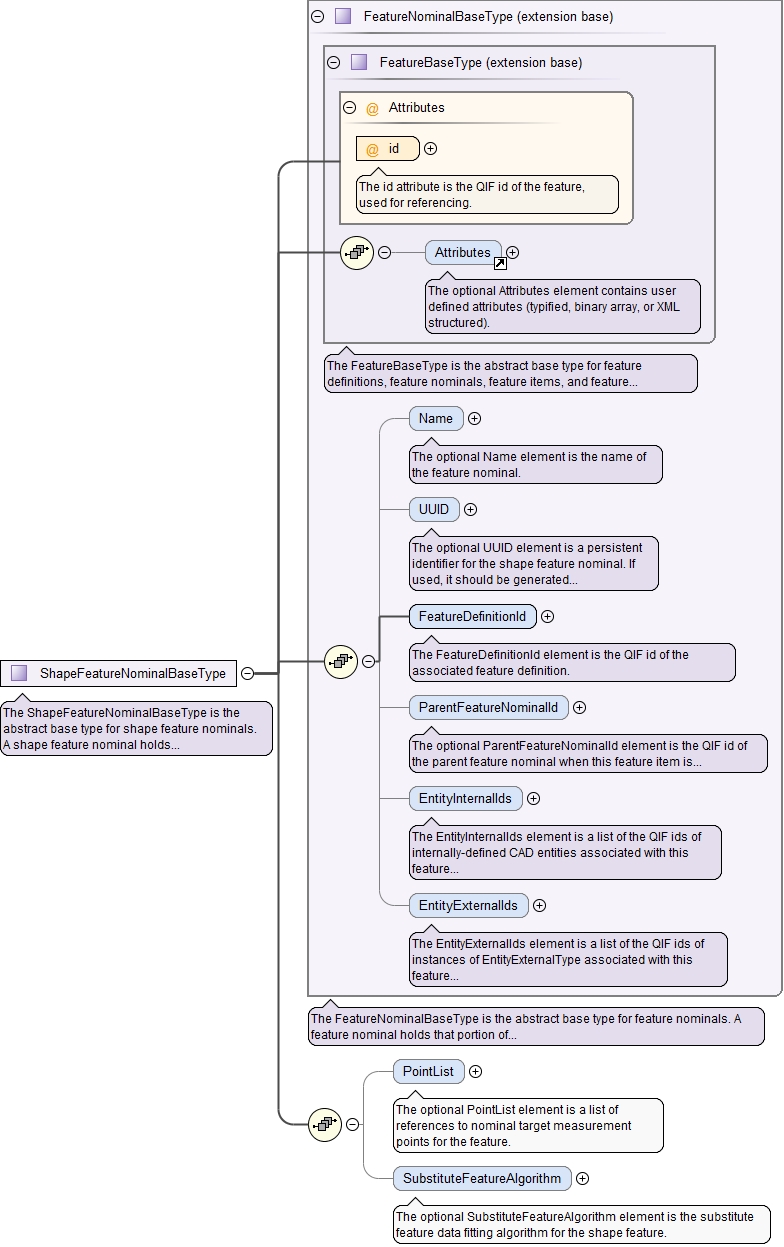 FeatureNominalBaseType (extension base)
FeatureBaseType (extension base)
@ Attributes
@ id
The id attribute is the QIF id of the feature,
used for referencing.
Attributes
The optional Attributes element contains user
defined attributes (typified, binary array, or XML
structured).
The FeatureBaseType is the abstract base type for feature
definitions, feature nominals, feature items, and feature...
Name
The optional Name element is the name of
the feature nominal.
UUID
The optional UUID element is a persistent
identifier for the shape feature nominal. If
used, it should be generated...
FeatureDefinitionId
The FeatureDefinitionId element is the QIF id of the
associated feature definition.
ShapeFeatureNominalBaseType
The ShapeFeatureNominalBaseType is the
abstract base type for shape feature nominals.
A shape feature nominal holds...
ParentFeatureNominalId
The optional ParentFeatureNominalId element is the QIF id of
the parent feature nominal when this feature item is...
EntityInternalIds
The EntityInternalIds element is a list of the QIF ids of
internally-defined CAD entities associated with this
feature...
EntityExternalIds
The EntityExternalIds element is a list of the QIF ids of
instances of EntityExternalType associated with this
feature...
The FeatureNominalBaseType is the abstract base type for feature nominals. A
feature nominal holds that portion of...
PointList
The optional PointList element is a list of
references to nominal target measurement
points for the feature.
SubstituteFeatureAlgorithm
The optional SubstituteFeatureAlgorithm element is the substitute
feature data fitting algorithm for the shape feature.